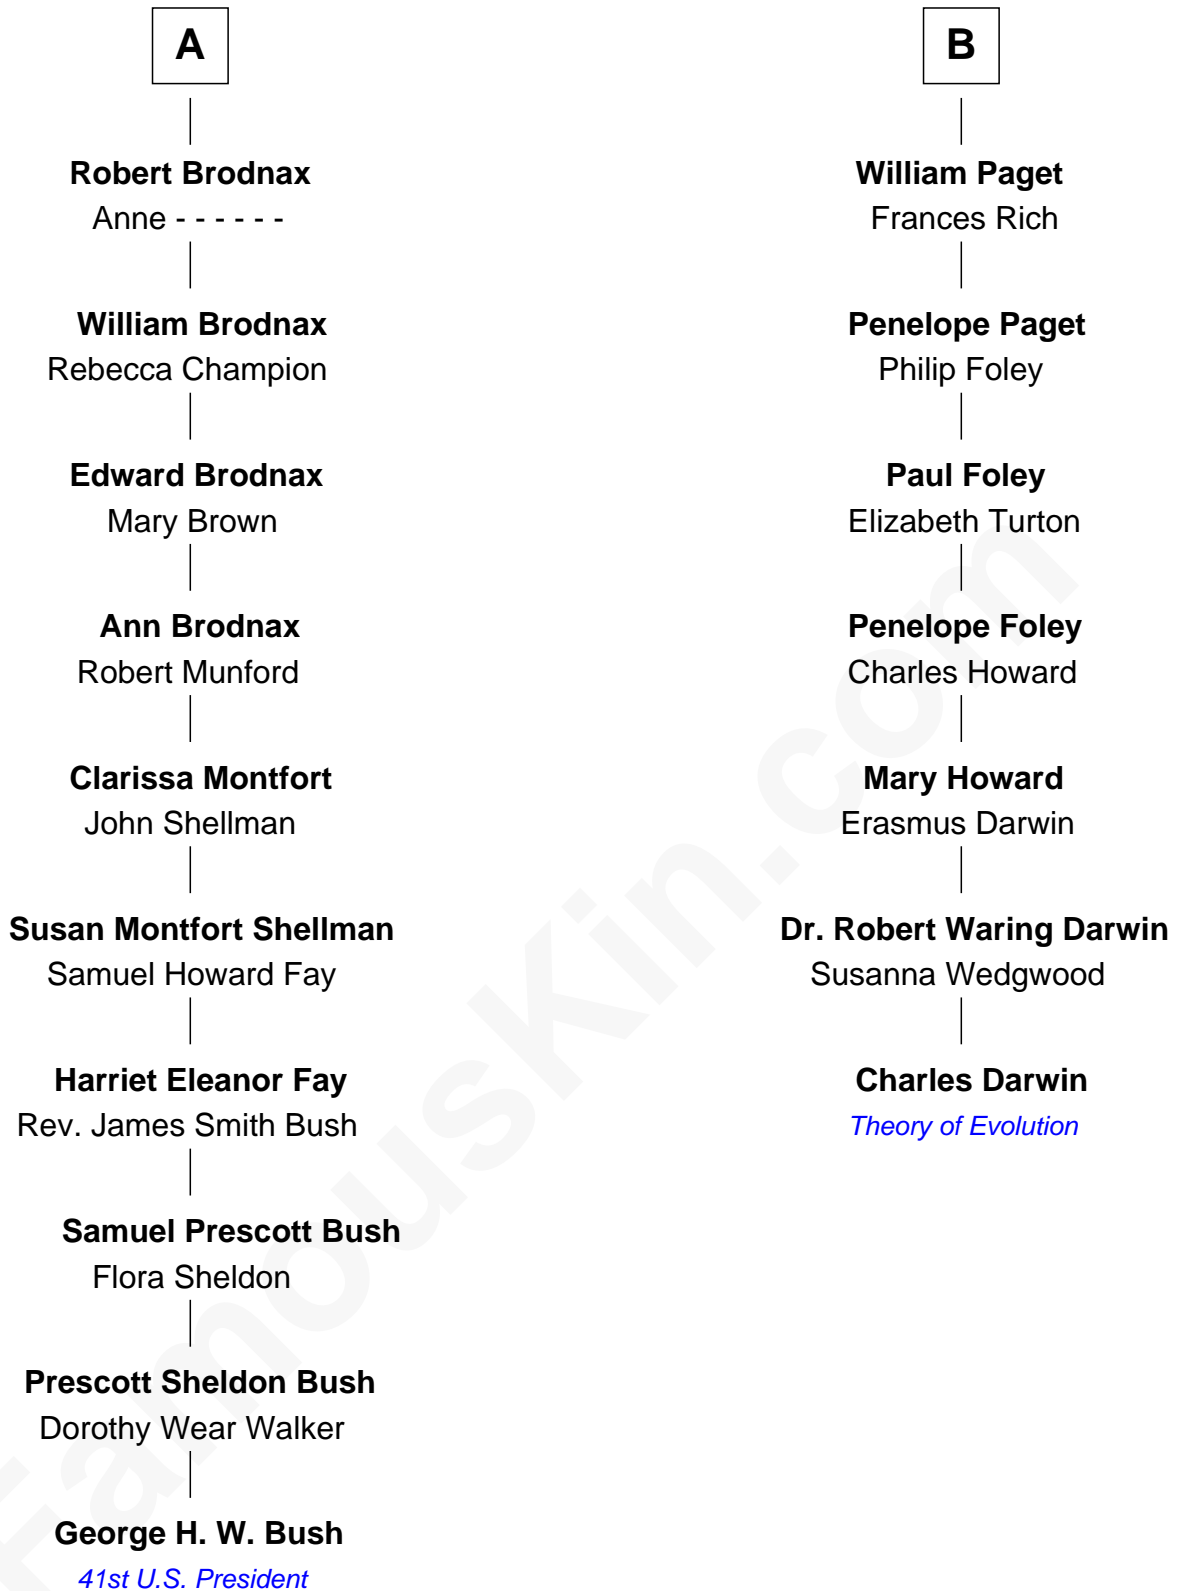 A
Robert Brodnax
Anne - - - - - -
William Brodnax
Rebecca Champion
Edward Brodnax
Mary Brown
Ann Brodnax
Robert Munford
Clarissa Montfort
John Shellman
Susan Montfort Shellman
Samuel Howard Fay
Harriet Eleanor Fay
Rev. James Smith Bush
Samuel Prescott Bush
Flora Sheldon
Prescott Sheldon Bush
Dorothy Wear Walker
George H. W. Bush
41st U.S. President
B
William Paget
Frances Rich
Penelope Paget
Philip Foley
Paul Foley
Elizabeth Turton
Penelope Foley
Charles Howard
Mary Howard
Erasmus Darwin
Dr. Robert Waring Darwin
Susanna Wedgwood
Charles Darwin
Theory of Evolution
FamousKin.com